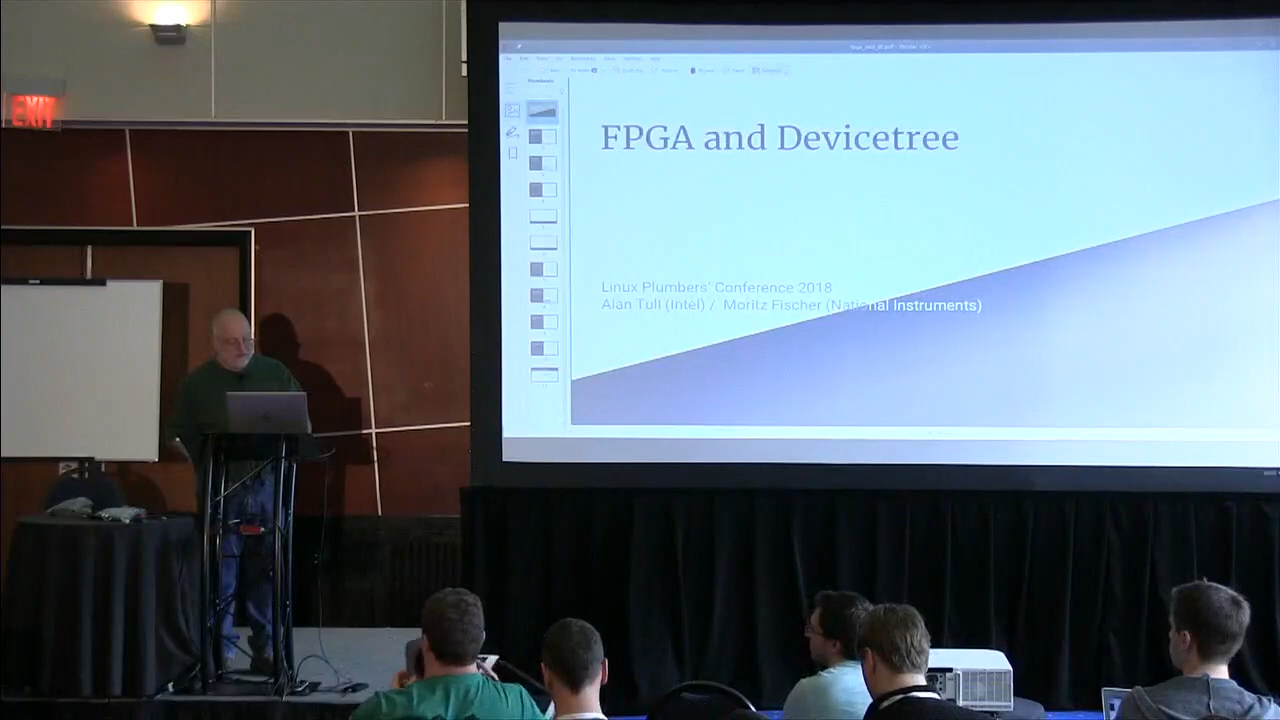 EXIT
FPGA and Devicetree
Linux Plumbers' Conference 2018
Alan Tull (Intel) / Moritz Fischer (National Instruments)